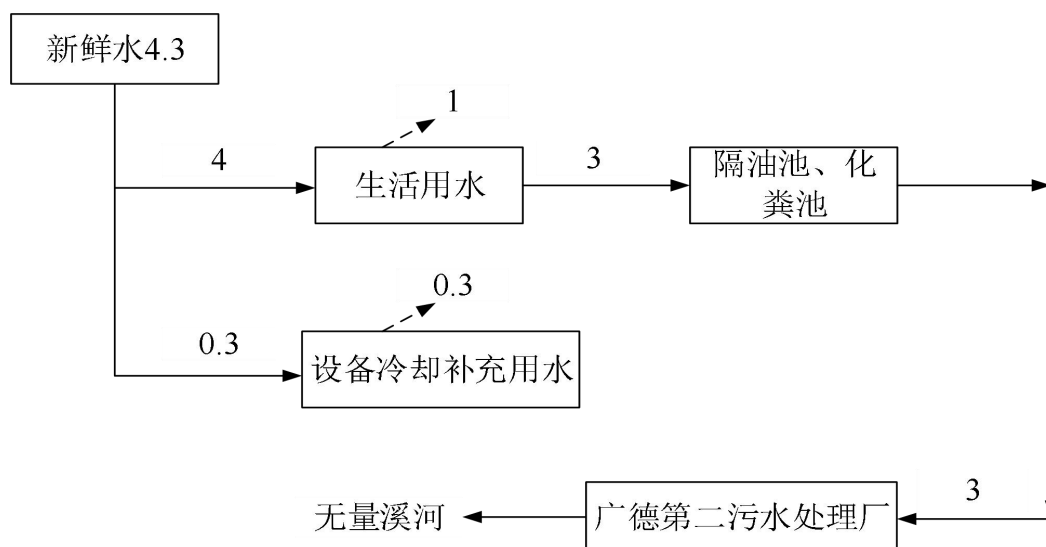 新鲜水4.3
1
4
生活用水
3
隔油池、化
粪池
0.3
0.3
设备冷却补充用水
无量溪河
广德第二污水处理厂
3